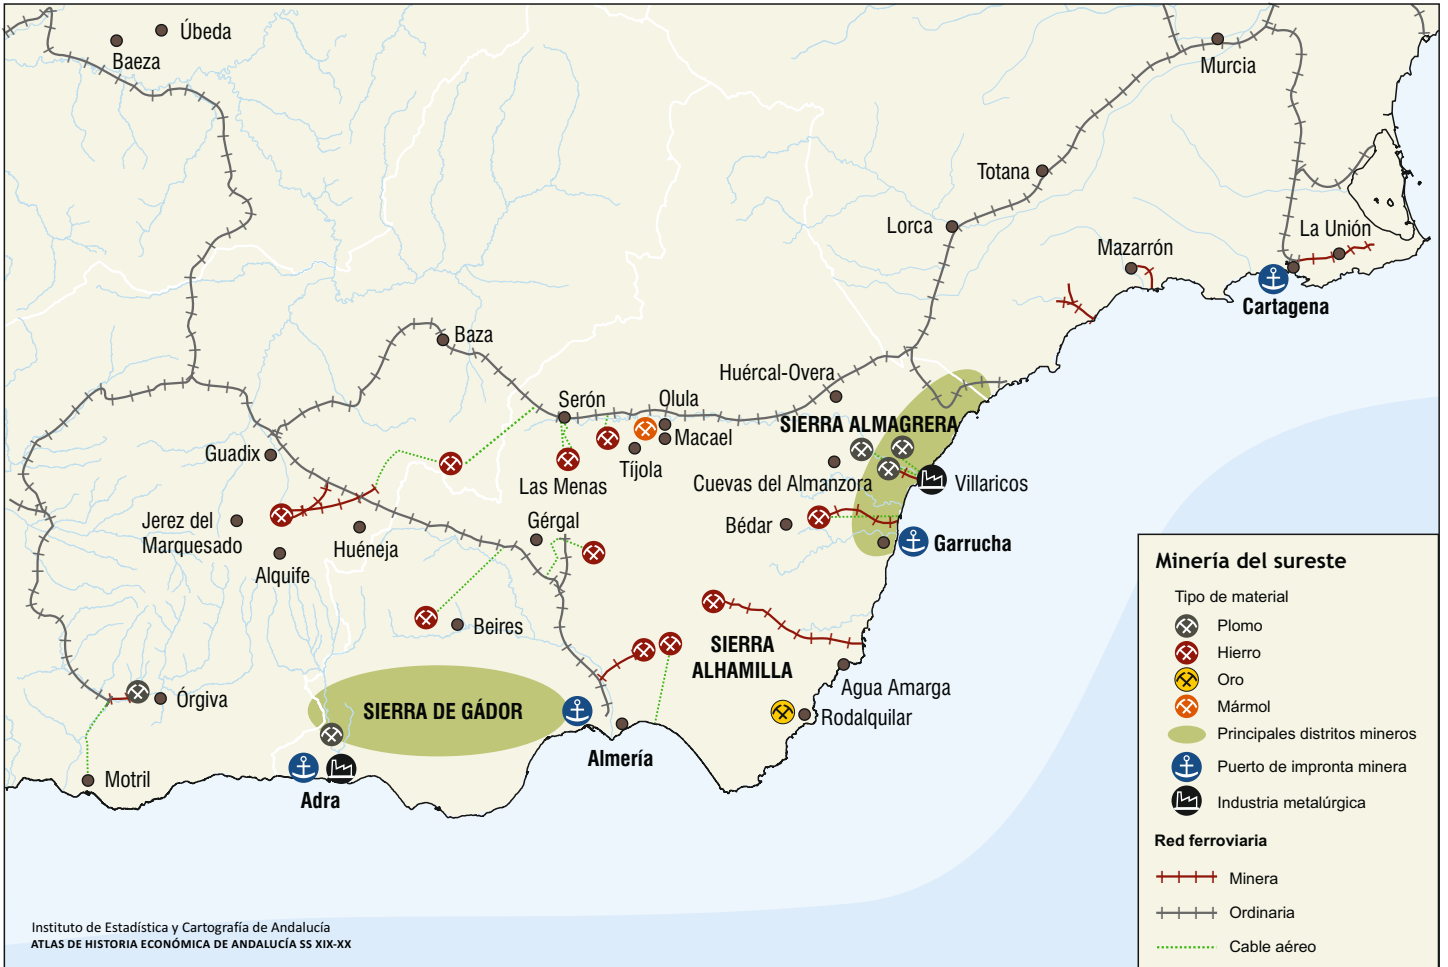 Úbeda
Baeza
Murcia
Totana
Lorca
La Unión
Mazarrón
Cartagena
Baza
Huércal-Overa
Serón
Olula
SIERRA ALMAGRERA
Macael
Guadix
Tíjola
Las Menas
Cuevas del Almanzora
Villaricos
Jerez del
Marquesado
Gérgal
Bédar
Huéneja
Garrucha
Alquife
Beires
SIERRA
ALHAMILLA
Agua Amarga
Órgiva
SIERRA DE GÁDOR
Rodalquilar
Almería
Motril
Adra
Minería del sureste
Tipo de material
Plomo
Hierro
Oro
Mármol
Principales distritos mineros
Puerto de impronta minera
Industria metalúrgica
Red ferroviaria
Minera
Ordinaria
Cable aéreo
Instituto de Estadística y Cartografía de Andalucía
ATLAS DE HISTORIA ECONÓMICA DE ANDALUCÍA SS XIX-XX